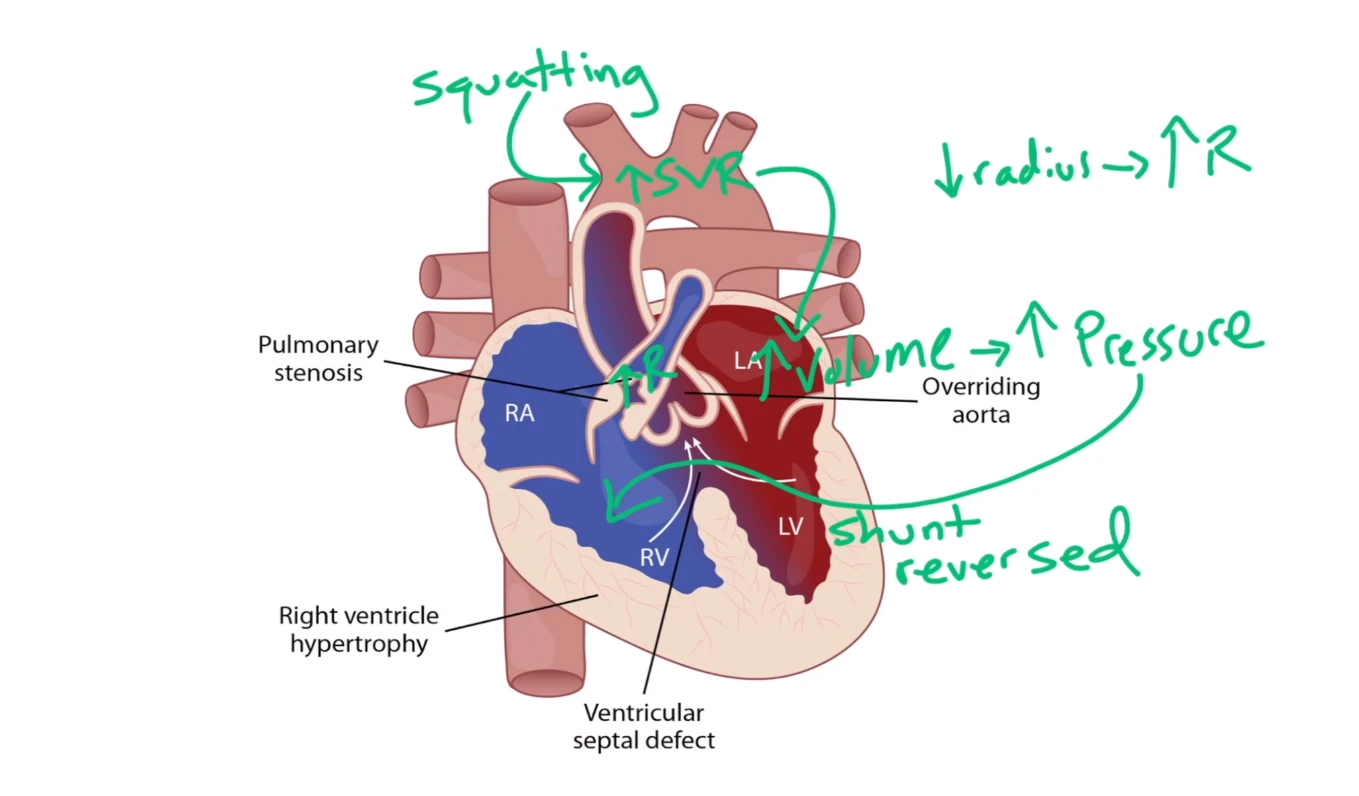 squatting
↑SVR
↓radius→↑R
Pulmonary
stenosis
RA
↑R
LA
↑Volume→↑Pressure
Overriding
aorta
LV
RV
shunt
reversed
Right ventricle
hypertrophy
Ventricular
septal defect